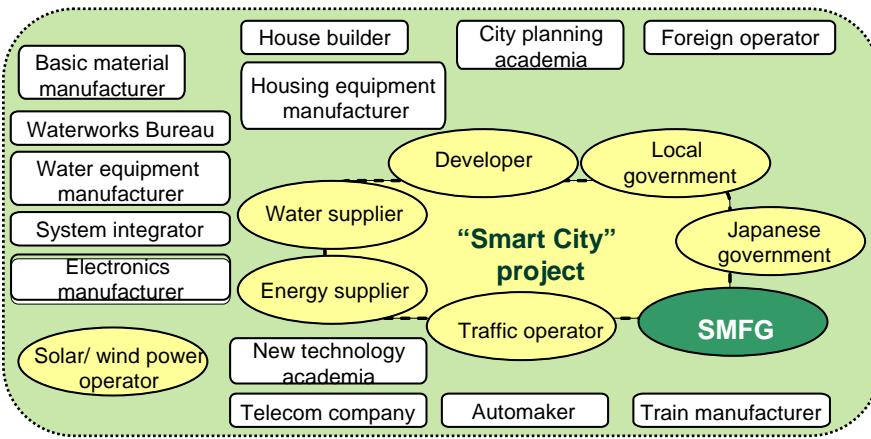 House builder
City planning
academia
Foreign operator
Basic material
manufacturer
Housing equipment
manufacturer
Waterworks Bureau
Developer
Local
government
Water equipment
manufacturer
Water supplier
System integrator
“Smart City”
project
Japanese
government
Electronics
manufacturer
Energy supplier
Traffic operator
SMFG
Solar/ wind power
operator
New technology
academia
Telecom company
Automaker
Train manufacturer